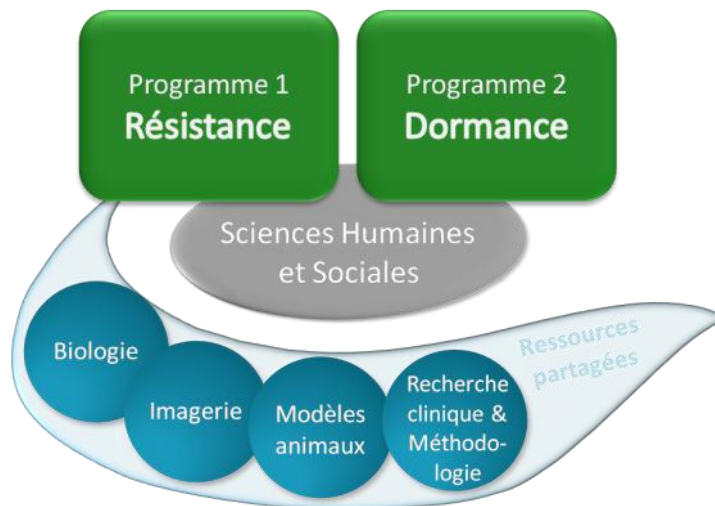 Programme 1
Résistance
Programme 2
Dormance
Sciences Humaines
et Sociales
Biologie
Imagerie
Modèles
animaux
Recherche
clinique &
Méthodo-
logie
Ressources
partagées